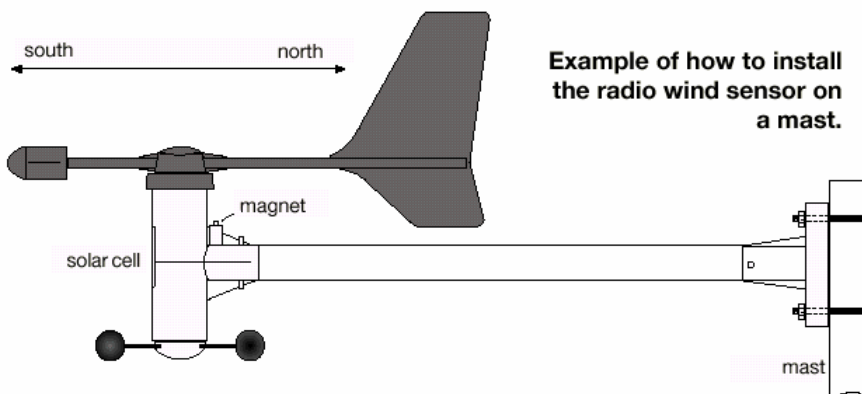 south north
Example of how to install
the radio wind sensor on
a mast.
magnet
solar cell
mast